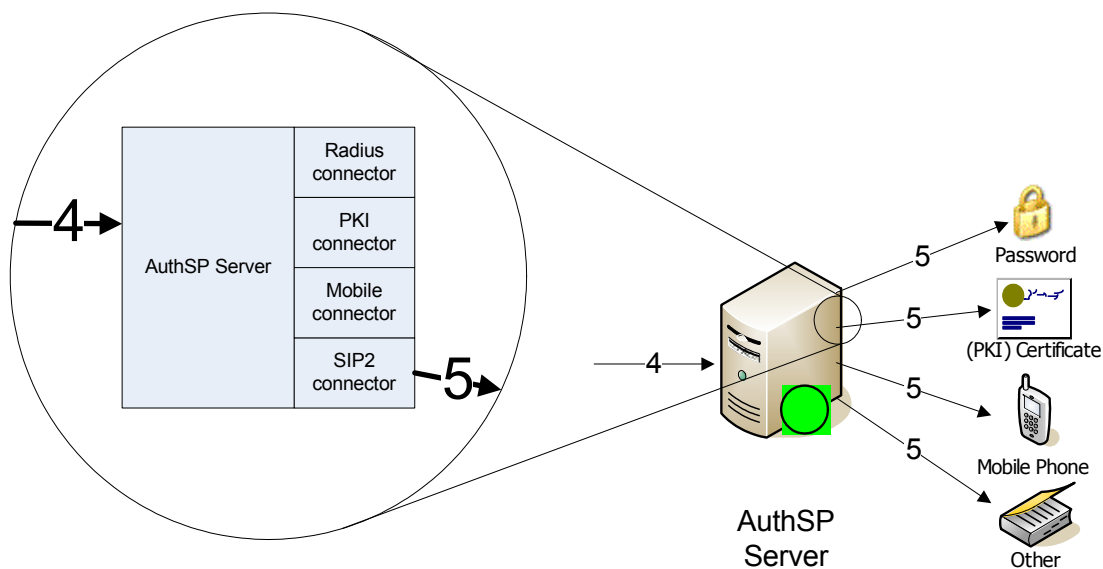 4
AuthSP Server
Radius
connector
PKI
connector
Mobile
connector
SIP2
connector
5
4
5
Password
5
(PKI) Certificate
5
Mobile Phone
5
Other
AuthSP
Server